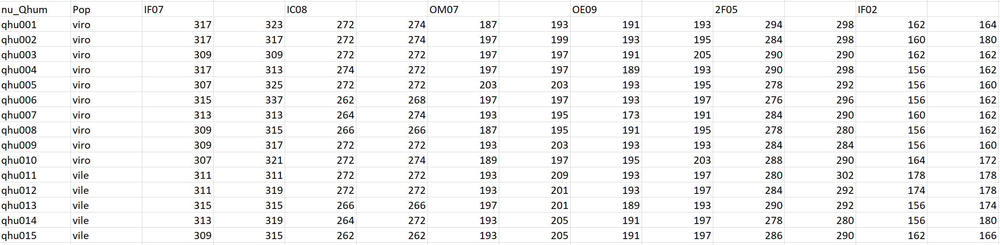 nu_Qhum Pop IF07 IC08 OM07 OE09 2F05 IF02
qhu001 viro 317 323 272 274 187 193 191 193 294 298 162 164
qhu002 viro 317 317 272 274 197 199 193 195 284 298 160 180
qhu003 viro 309 309 272 272 197 197 191 205 290 290 162 162
qhu004 viro 317 313 274 272 197 197 189 193 290 298 156 162
qhu005 viro 307 325 272 272 203 203 193 195 278 292 156 160
qhu006 viro 315 337 262 268 197 197 193 197 276 296 156 162
qhu007 viro 313 313 264 274 193 195 173 191 284 290 160 162
qhu008 viro 309 315 266 266 187 195 191 195 278 280 156 162
qhu009 viro 309 317 272 272 193 203 193 193 284 284 156 160
qhu010 viro 307 321 272 274 189 197 195 203 288 290 164 172
qhu011 vile 311 311 272 272 193 209 193 197 280 302 178 178
qhu012 vile 311 319 272 272 193 201 193 197 284 292 174 178
qhu013 vile 315 315 266 266 197 201 189 193 290 292 156 174
qhu014 vile 313 319 264 272 193 205 191 197 278 280 156 180
qhu015 vile 309 315 262 262 193 205 191 197 286 290 162 166